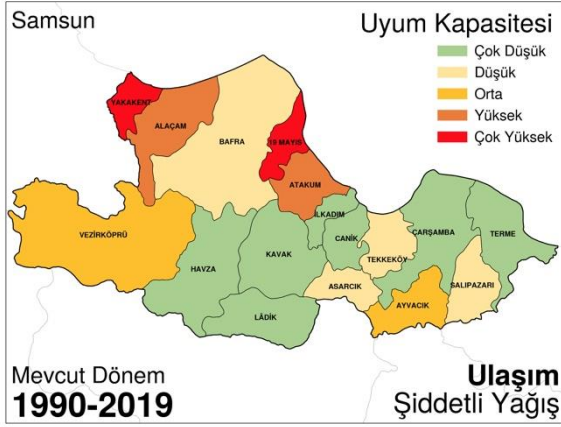 Samsun
Uyum Kapasitesi
Çok Düşük
Düşük
Orta
Yüksek
Çok Yüksek
YAKAKENT
ALAÇAM
BAFRA
19 MAYIS
ATAKUM
İLKADIM
VEZİRKÖPRÜ
HAVZA
KAVAK
CANİK
TEKKEKÖY
ÇARŞAMBA
TERME
ASARCIK
SALIPAZARI
AYVACIK
LÂDİK
Mevcut Dönem
1990-2019
Ulaşım
Şiddetli Yağış